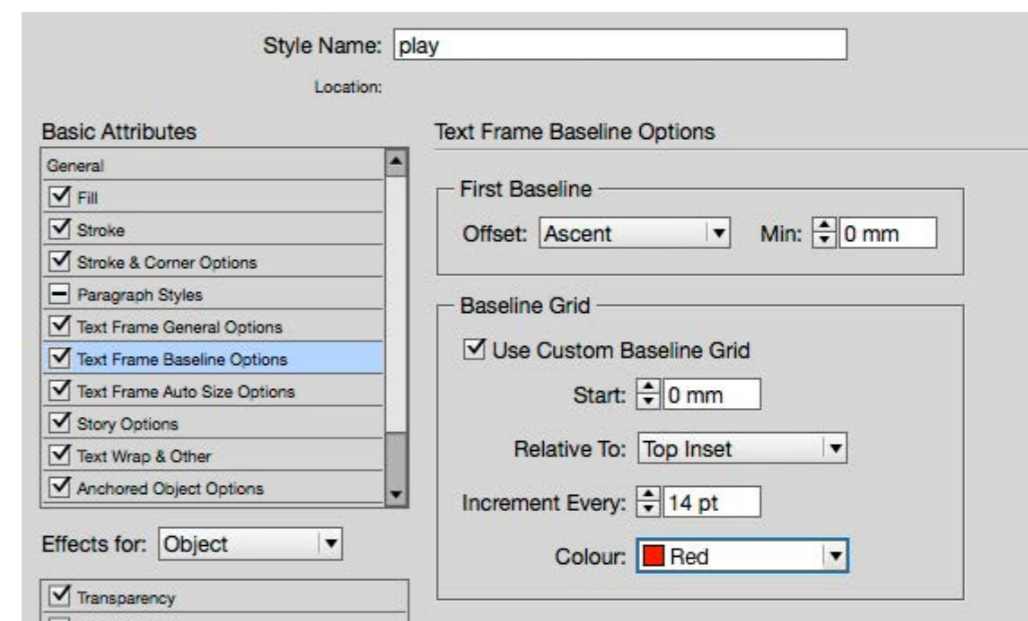 Style Name: play
Location:
Basic Attributes
General
Fill
Stroke
Stroke & Corner Options
Paragraph Styles
Text Frame General Options
Text Frame Baseline Options
Text Frame Auto Size Options
Story Options
Text Wrap & Other
Anchored Object Options
Effects for: Object
Transparency
Text Frame Baseline Options
First Baseline
Offset: Ascent Min: 0 mm
Baseline Grid
Use Custom Baseline Grid
Start: 0 mm
Relative To: Top Inset
Increment Every: 14 pt
Colour: Red